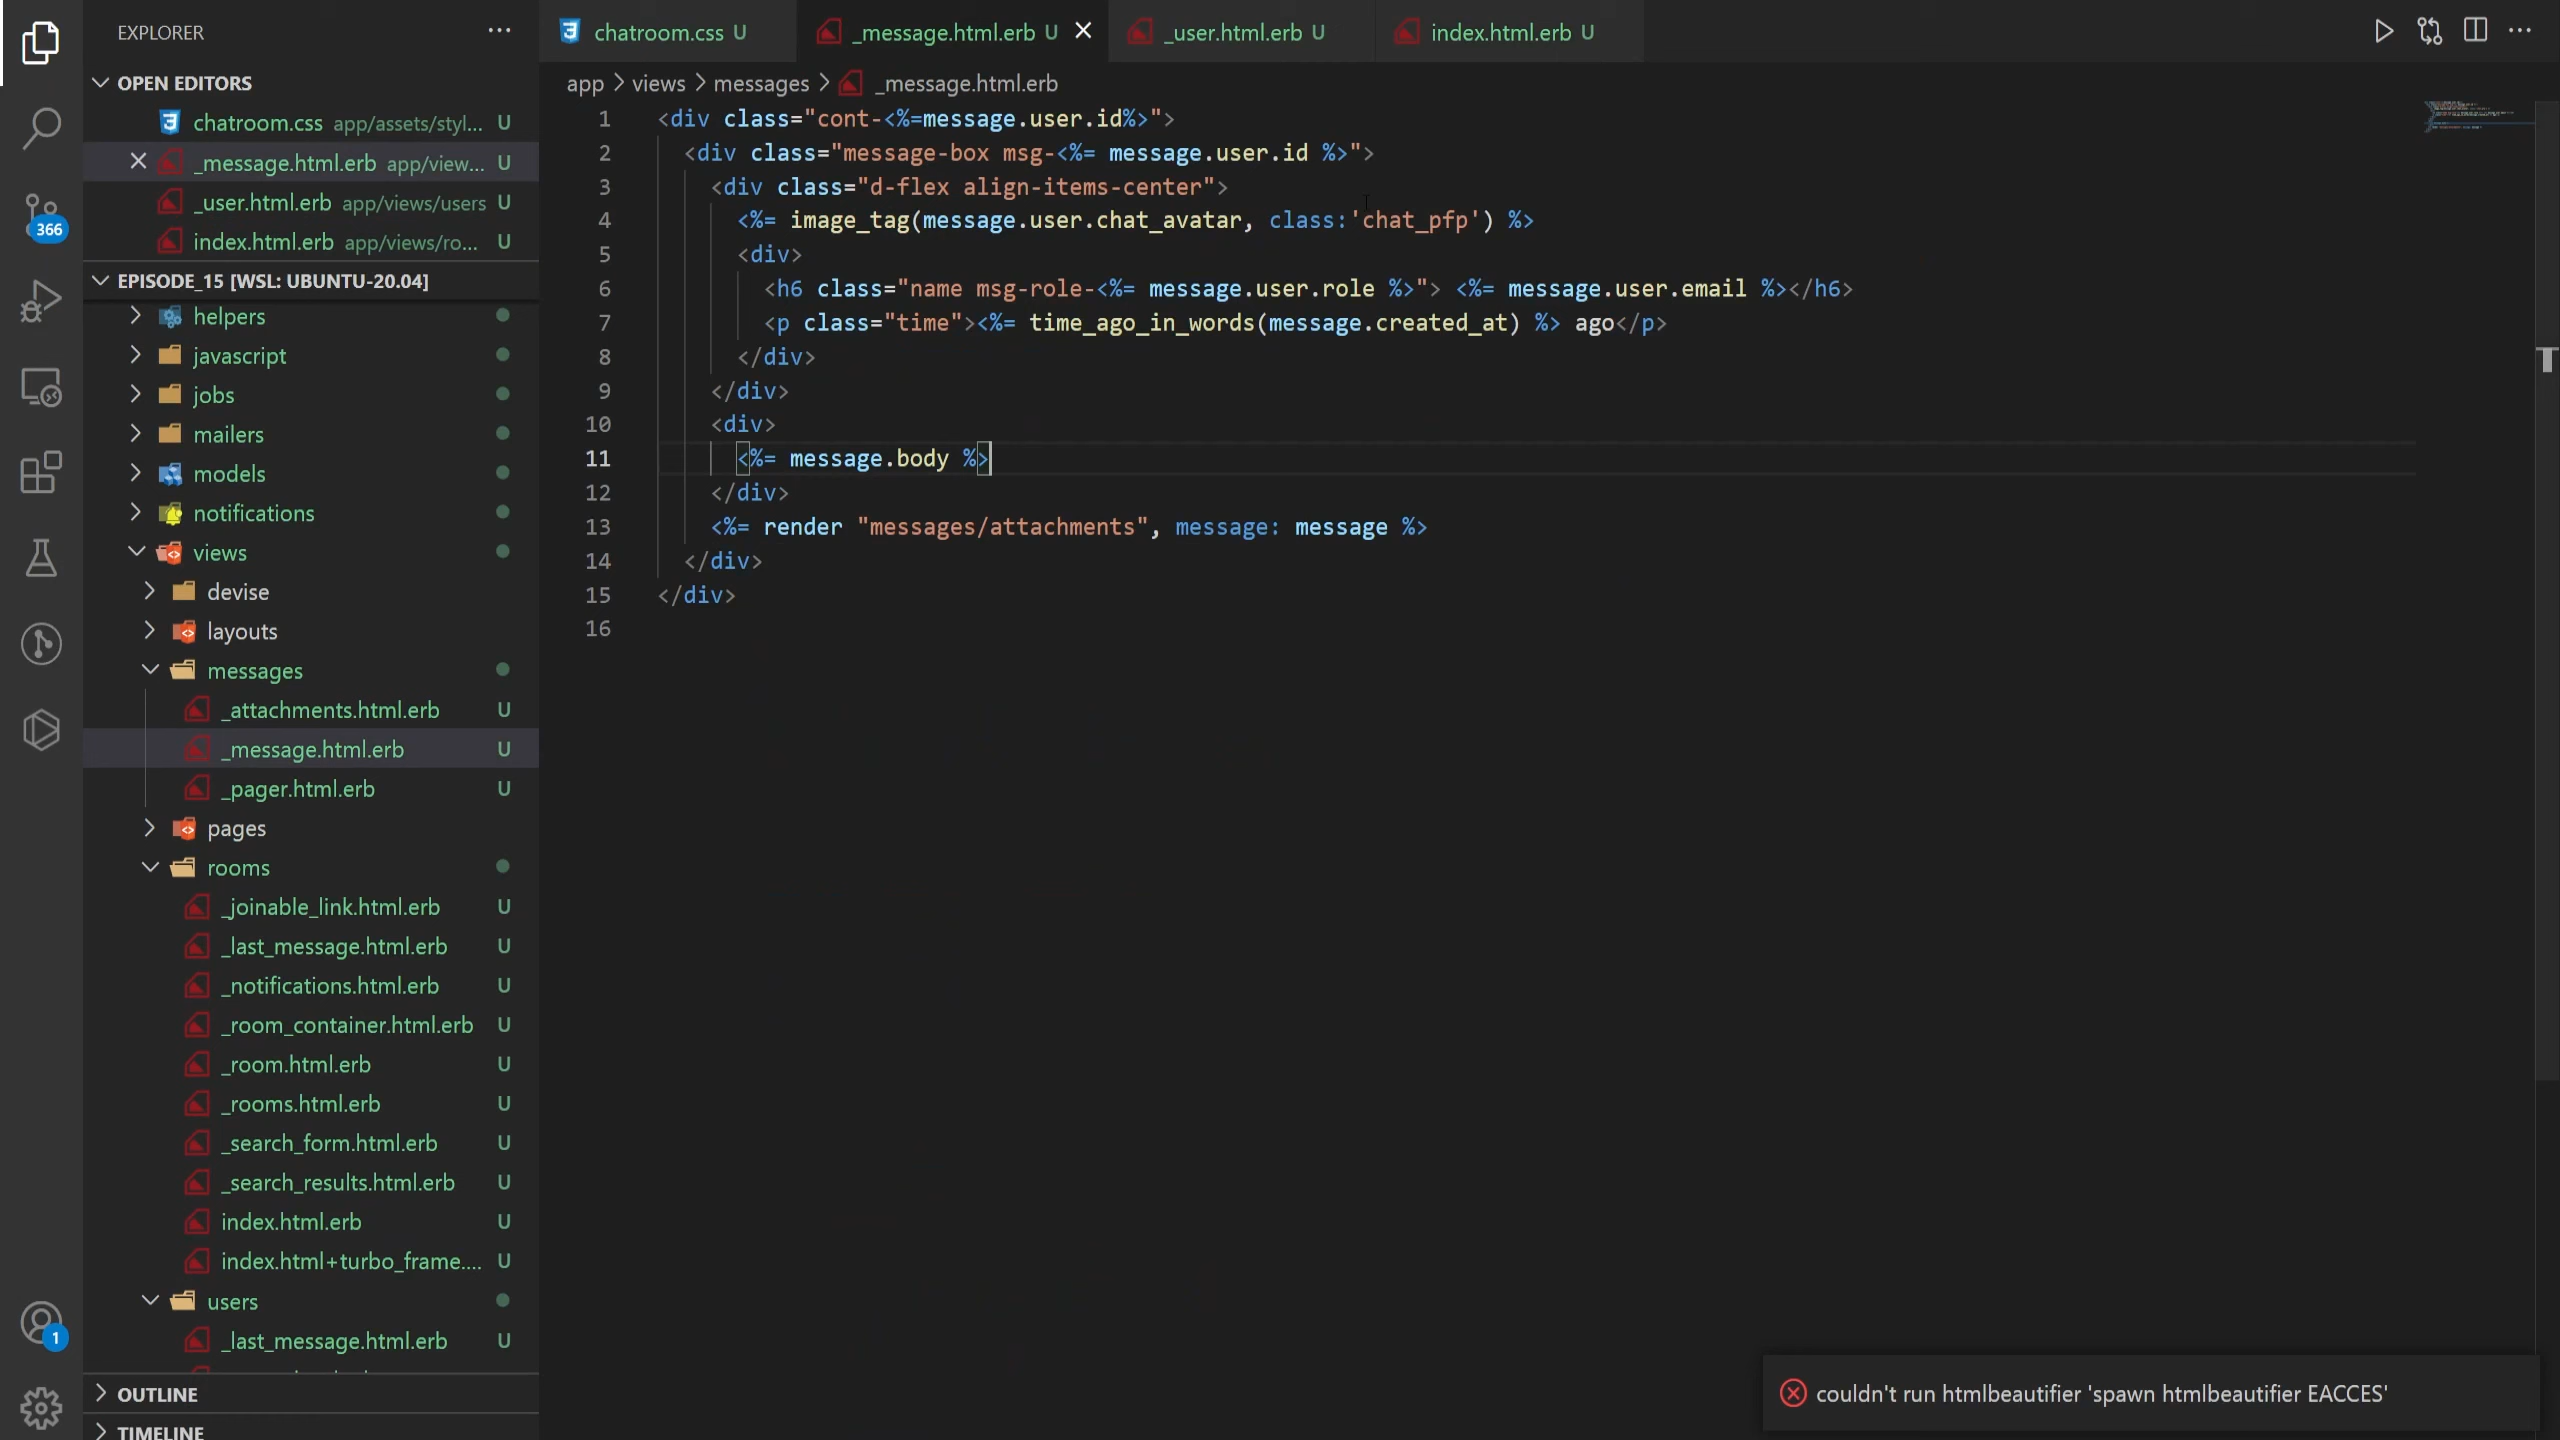 EXPLORER
OPEN EDITORS
chatroom.css app/assets/styl... U
_message.html.erb app/view... U
_user.html.erb app/views/users U
index.html.erb app/views/ro... U
EPISODE_15 [WSL: UBUNTU-20.04]
helpers
javascript
jobs
mailers
models
notifications
views
devise
layouts
messages
_attachments.html.erb U
_message.html.erb U
_pager.html.erb U
pages
rooms
_joinable_link.html.erb U
_last_message.html.erb U
_notifications.html.erb U
_room_container.html.erb U
_room.html.erb U
_rooms.html.erb U
_search_form.html.erb U
_search_results.html.erb U
index.html.erb U
index.html+turbo_frame.... U
users
_last_message.html.erb U
OUTLINE
TIMELINE
366
1
chatroom.css U
_message.html.erb U
_user.html.erb U
index.html.erb U
app > views > messages > _message.html.erb
1 <div class="cont-<%=message.user.id%>">
2 <div class="message-box msg-<%= message.user.id %>">
3 <div class="d-flex align-items-center">
4 <%= image_tag(message.user.chat_avatar, class:'chat_pfp') %>
5 <div>
6 <h6 class="name msg-role-<%= message.user.role %>"> <%= message.user.email %></h6>
7 <p class="time"><%= time_ago_in_words(message.created_at) %> ago</p>
8 </div>
9 </div>
10 <div>
11 <%= message.body %>
12 </div>
13 <%= render "messages/attachments", message: message %>
14 </div>
15 </div>
16
couldn't run htmlbeautifier 'spawn htmlbeautifier EACCES'